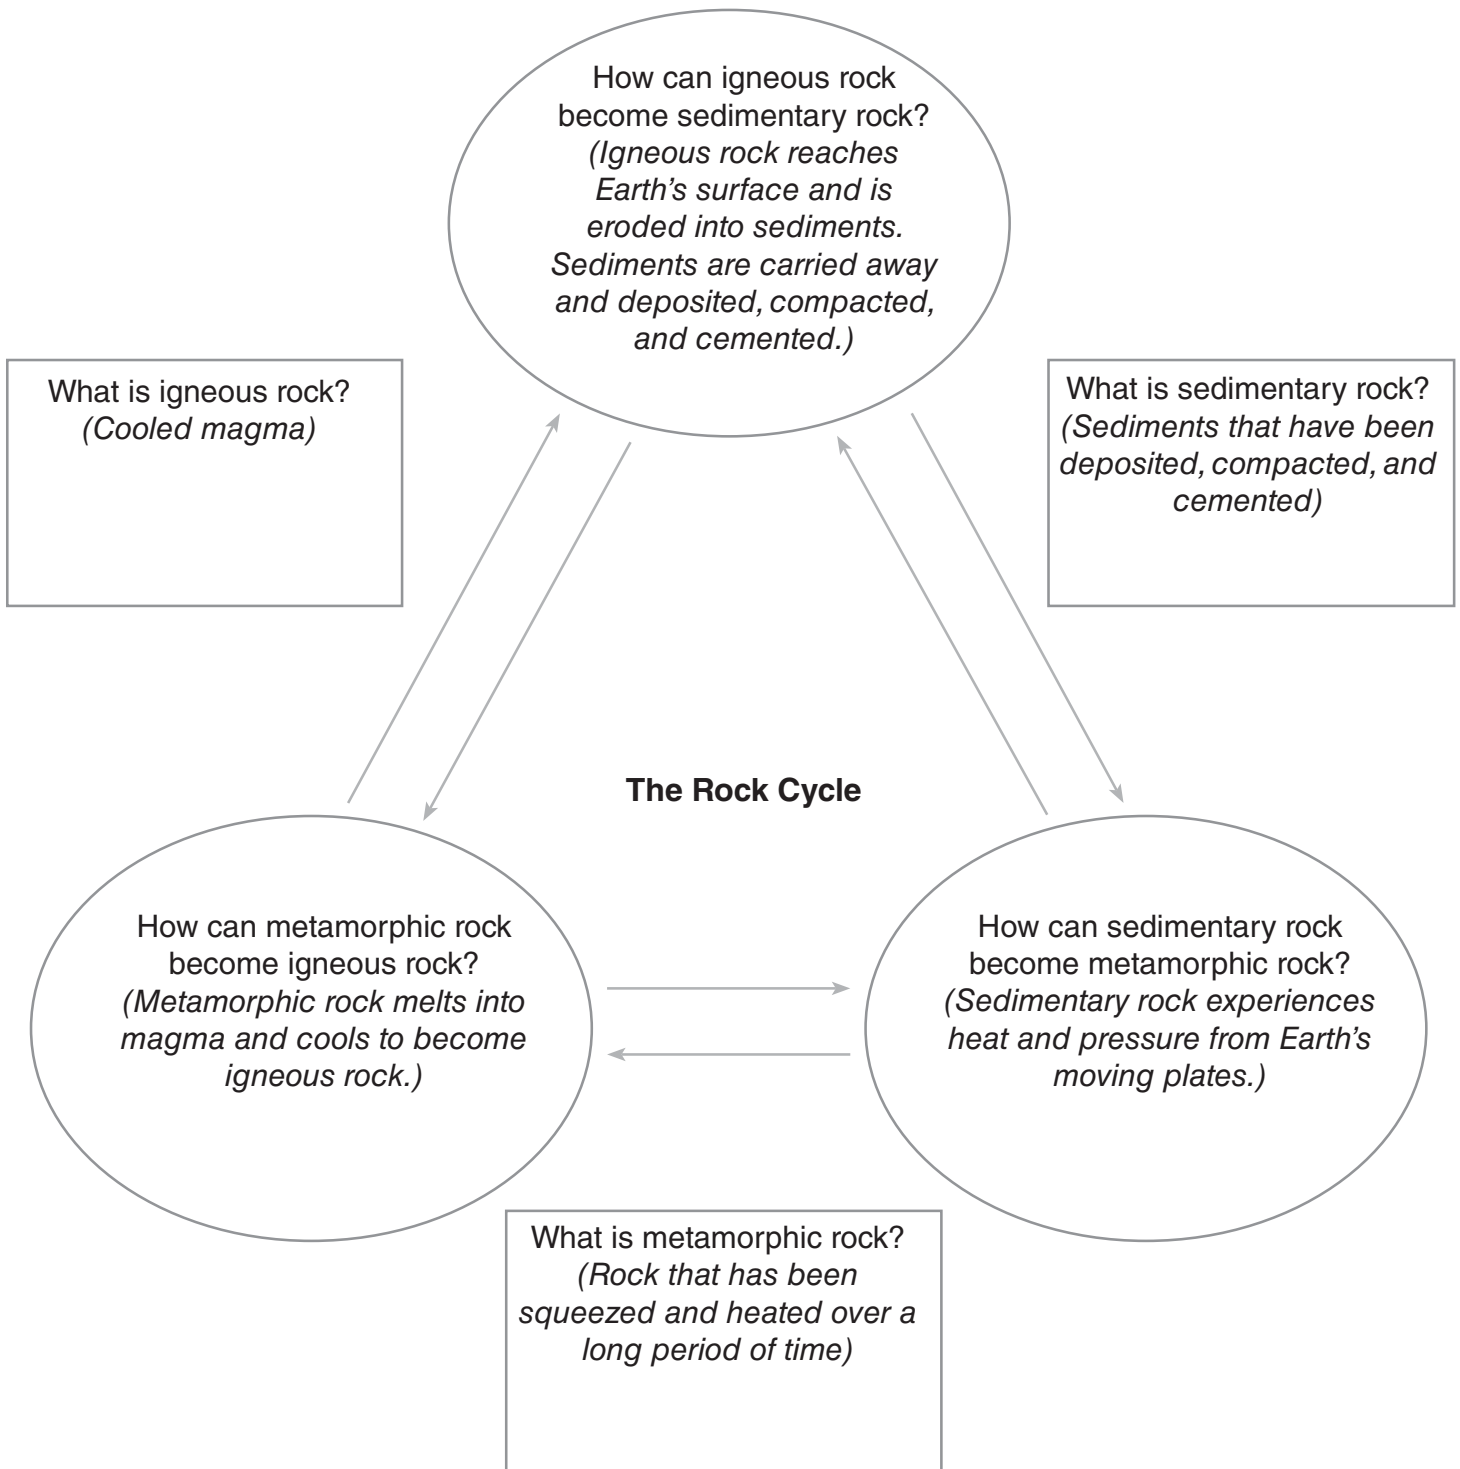 How can igneous rock
become sedimentary rock?
(Igneous rock reaches
Earth's surface and is
eroded into sediments.
Sediments are carried away
and deposited, compacted,
and cemented.)
What is igneous rock?
(Cooled magma)
What is sedimentary rock?
(Sediments that have been
deposited, compacted, and
cemented)
The Rock Cycle
How can metamorphic rock
become igneous rock?
(Metamorphic rock melts into
magma and cools to become
igneous rock.)
How can sedimentary rock
become metamorphic rock?
(Sedimentary rock experiences
heat and pressure from Earth's
moving plates.)
What is metamorphic rock?
(Rock that has been
squeezed and heated over a
long period of time)